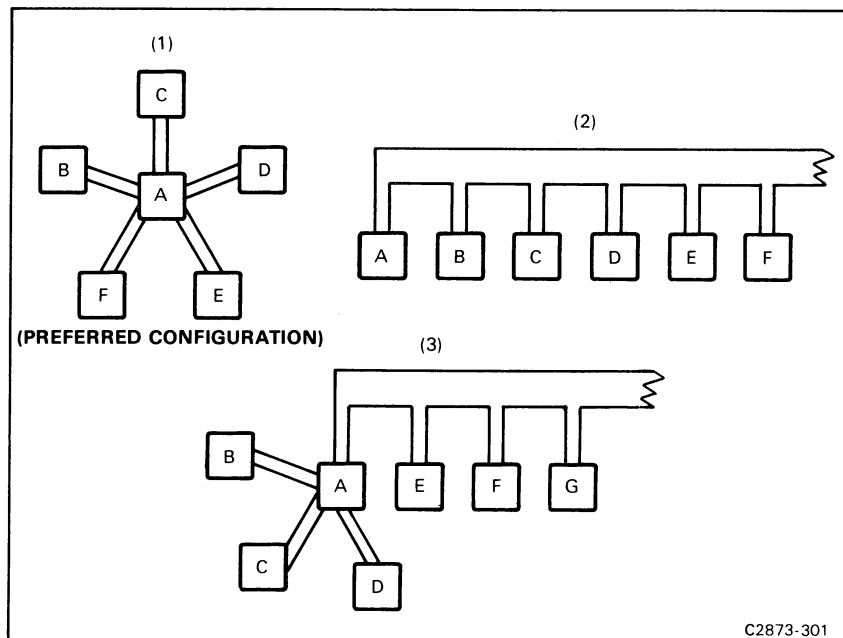 (1)
C
B
D
A
F
E
(PREFERRED CONFIGURATION)
(2)
A B C D E F
(3)
B
A E F G
C
D
C2873-301